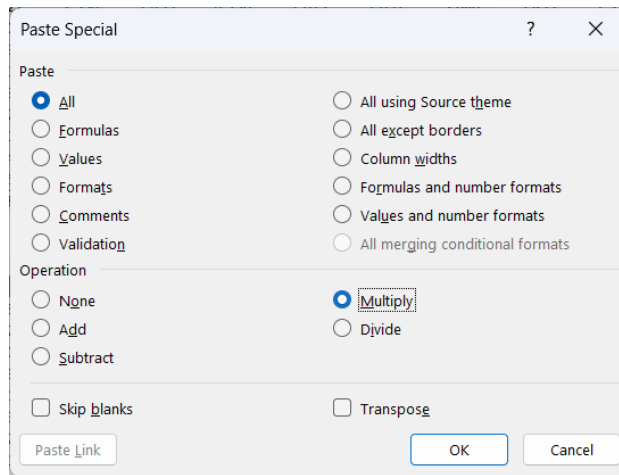 Paste Special ?
Paste
All All using Source theme
Formulas All except borders
Values Column widths
Formats Formulas and number formats
Comments Values and number formats
Validation All merging conditional formats
Operation
None Multiply
Add Divide
Subtract
Skip blanks Transpose
Paste Link OK Cancel